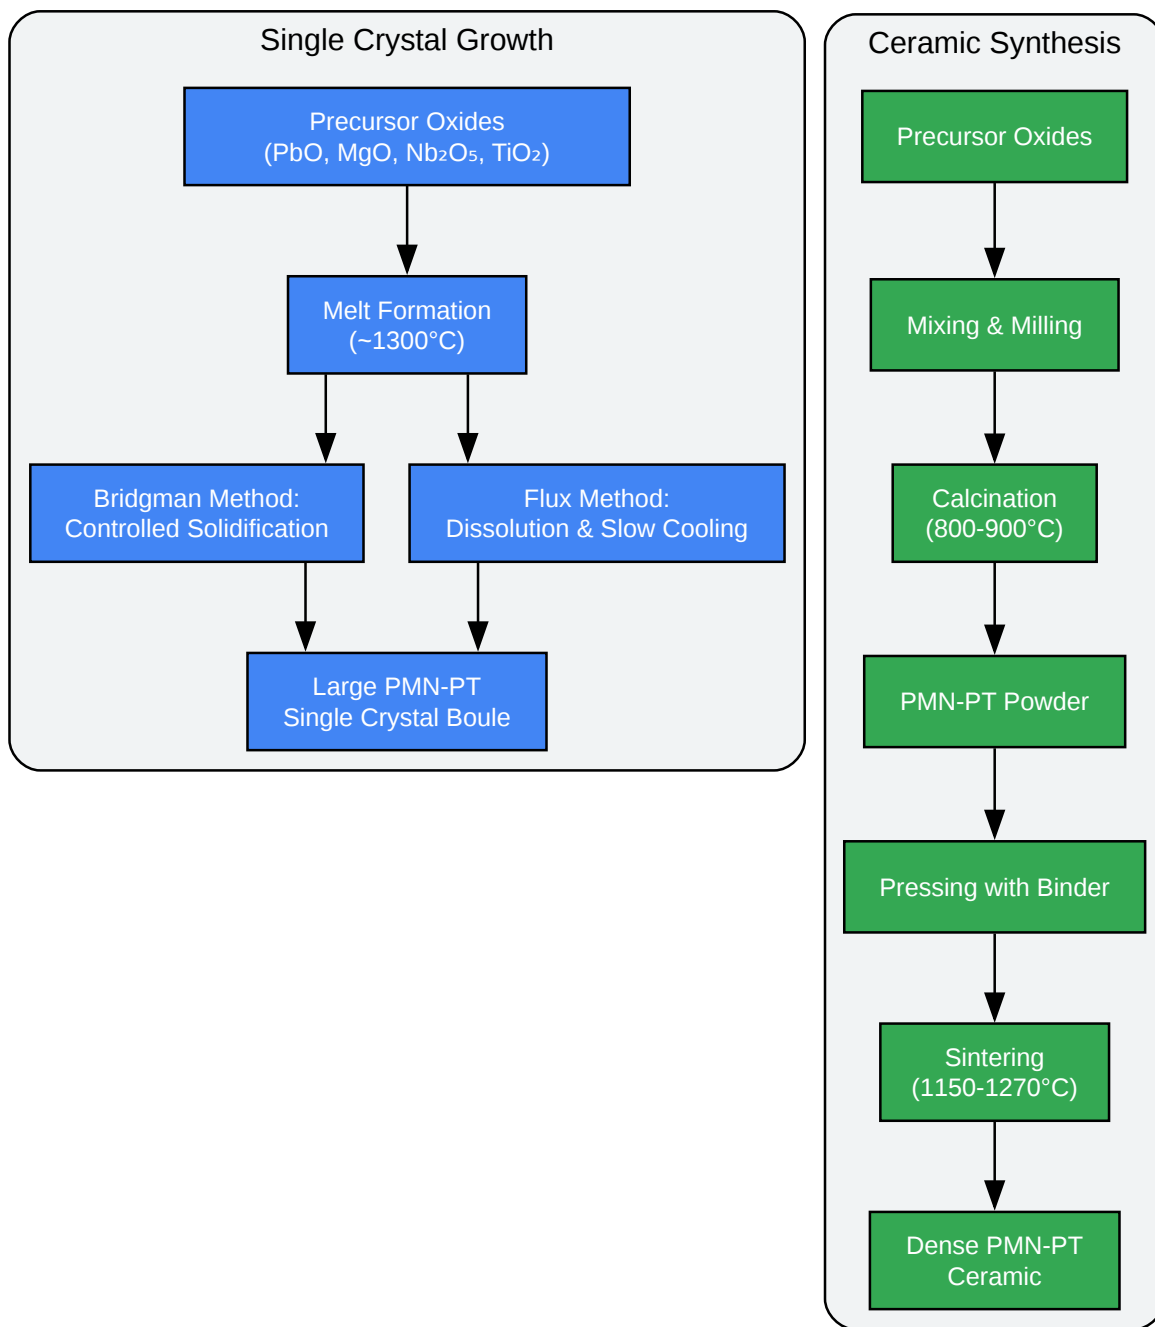 Single Crystal Growth
Precursor Oxides
(PbO, MgO, Nb₂O₅, TiO₂)
Melt Formation
(~1300°C)
Bridgman Method:
Controlled Solidification
Flux Method:
Dissolution & Slow Cooling
Large PMN-PT
Single Crystal Boule
Ceramic Synthesis
Precursor Oxides
Mixing & Milling
Calcination
(800-900°C)
PMN-PT Powder
Pressing with Binder
Sintering
(1150-1270°C)
Dense PMN-PT
Ceramic